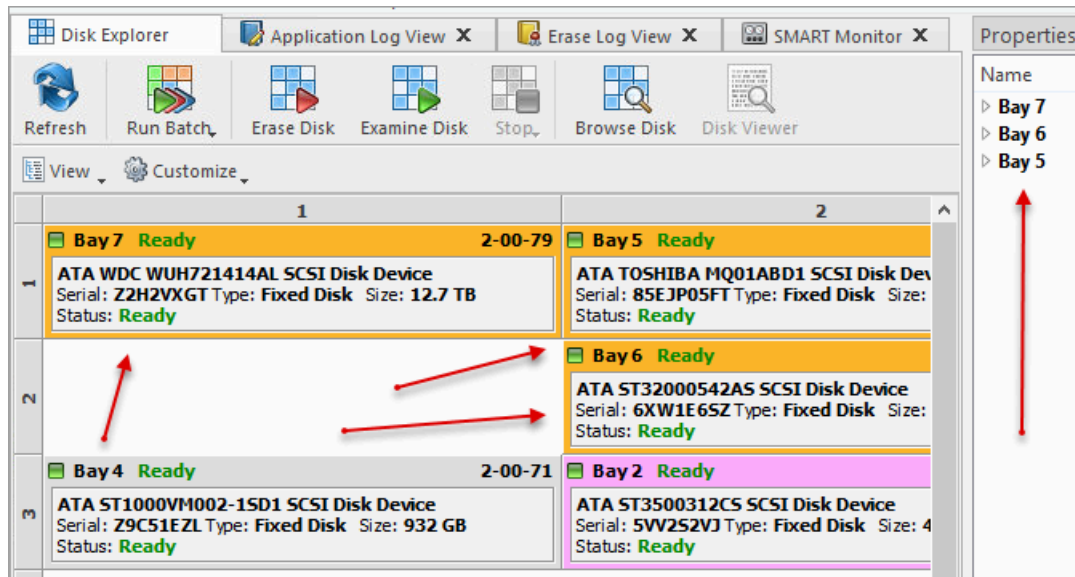 Disk Explorer
Application Log View X
Erase Log View X
SMART Monitor X
Properties
Refresh
Run Batch
Erase Disk
Examine Disk
Stop
Browse Disk
Disk Viewer
View
Customize
Name
Bay 7
Bay 6
Bay 5
1
2
1
Bay 7 Ready 2-00-79
ATA WDC WUH721414AL SCSI Disk Device
Serial: Z2H2VXGT Type: Fixed Disk Size: 12.7 TB
Status: Ready
Bay 5 Ready
ATA TOSHIBA MQ01ABD1 SCSI Disk Dev
Serial: 85EJP05FT Type: Fixed Disk Size:
Status: Ready
2
Bay 6 Ready
ATA ST32000542AS SCSI Disk Device
Serial: 6XW1E6SZ Type: Fixed Disk Size:
Status: Ready
3
Bay 4 Ready 2-00-71
ATA ST1000VM002-1SD1 SCSI Disk Device
Serial: Z9C51EZL Type: Fixed Disk Size: 932 GB
Status: Ready
Bay 2 Ready
ATA ST3500312CS SCSI Disk Device
Serial: 5VV2S2VJ Type: Fixed Disk Size: 4
Status: Ready